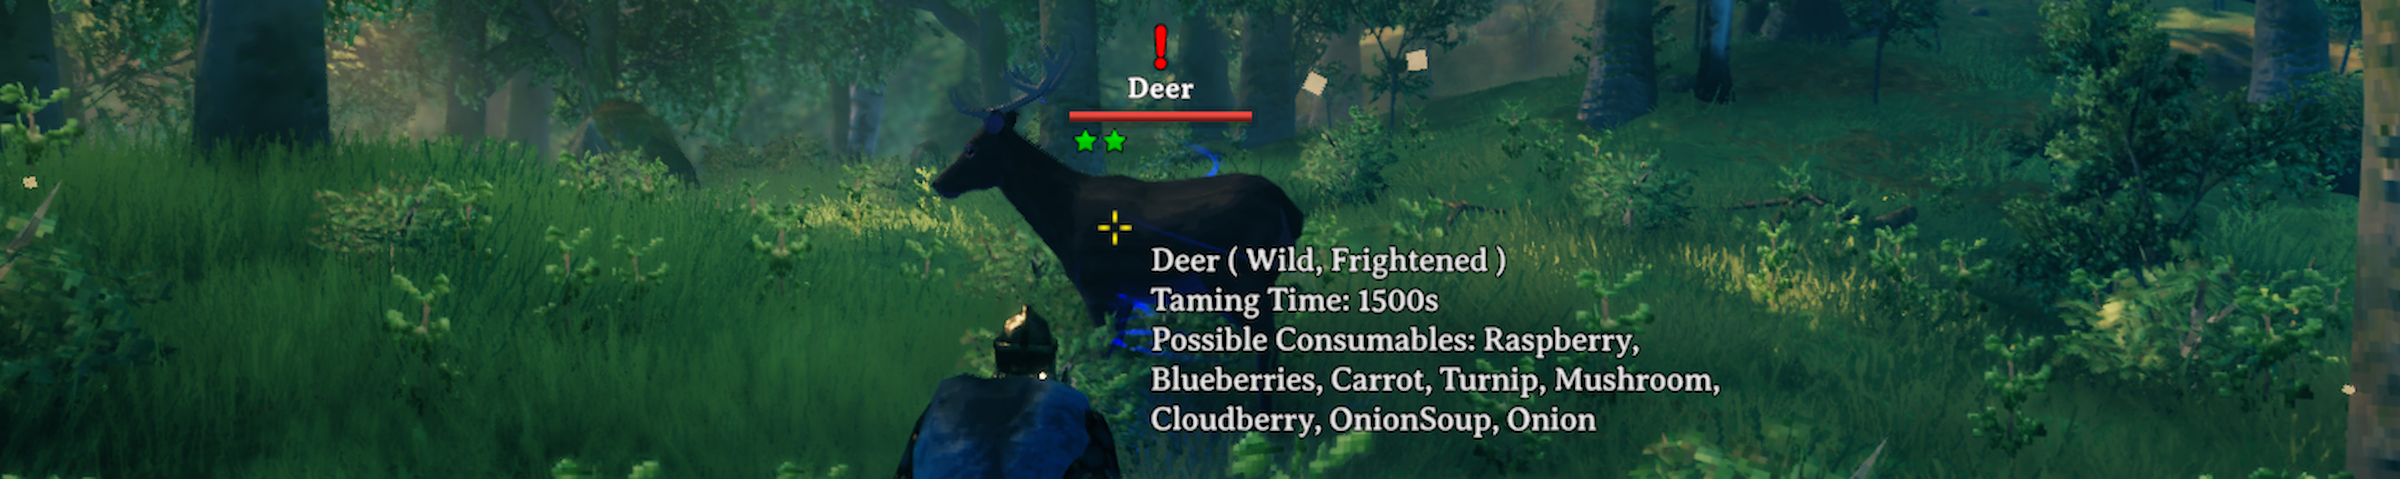 Deer
Deer ( Wild, Frightened )
Taming Time: 1500s
Possible Consumables: Raspberry,
Blueberries, Carrot, Turnip, Mushroom,
Cloudberry, OnionSoup, Onion